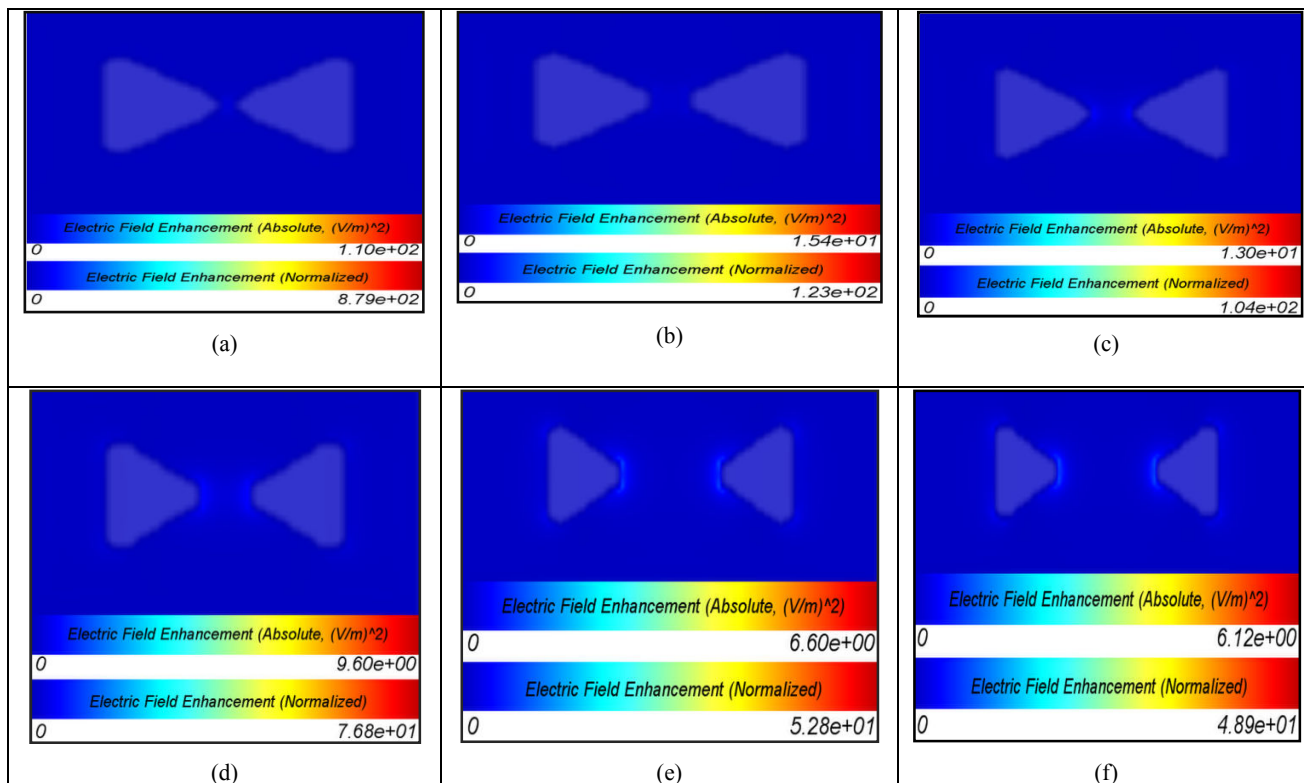 Electric Field Enhancement (Absolute, (V/m)^2)
0 1.10e+02
Electric Field Enhancement (Normalized)
0 8.79e+02
(a)
Electric Field Enhancement (Absolute, (V/m)^2)
0 1.54e+01
Electric Field Enhancement (Normalized)
0 1.23e+02
(b)
Electric Field Enhancement (Absolute, (V/m)^2)
0 1.30e+01
Electric Field Enhancement (Normalized)
0 1.04e+02
(c)
Electric Field Enhancement (Absolute, (V/m)^2)
0 9.60e+00
Electric Field Enhancement (Normalized)
0 7.68e+01
(d)
Electric Field Enhancement (Absolute, (V/m)^2)
0 6.60e+00
Electric Field Enhancement (Normalized)
0 5.28e+01
(e)
Electric Field Enhancement (Absolute, (V/m)^2)
0 6.12e+00
Electric Field Enhancement (Normalized)
0 4.89e+01
(f)